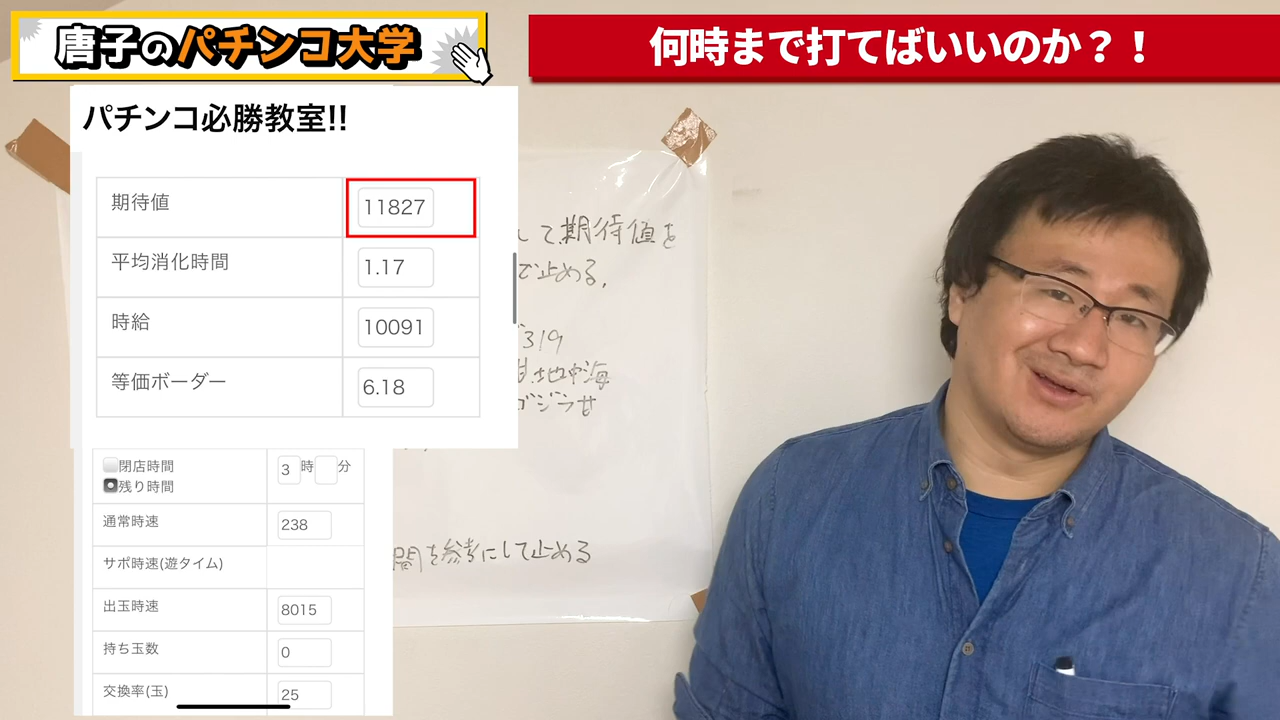 唐子のパチンコ大学
何時まで打てばいいのか？！
パチンコ必勝教室!!
期待値 11827
平均消化時間 1.17
時給 10091
等価ボーダー 6.18
閉店時間
残り時間
3 時 分
通常時速 238
サポ時速(遊タイム)
出玉時速 8015
持ち玉数 0
交換率(玉) 25
して期待値を
で止める。
319
地中海
ゴジラせ
間を参考にして止める